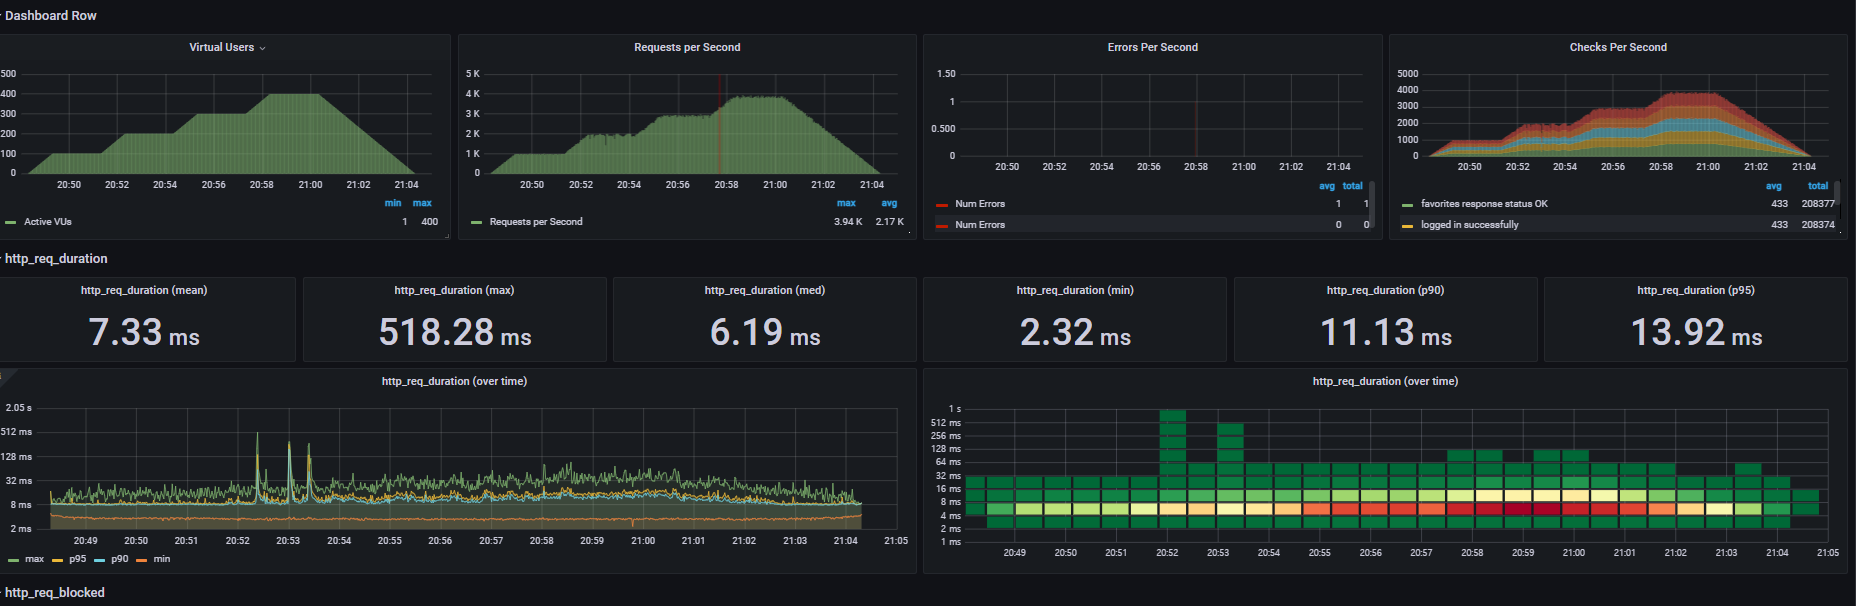 Dashboard Row
Virtual Users
500
400
300
200
100
0
20:50 20:52 20:54 20:56 20:58 21:00 21:02 21:04
min max
Active VUs 1 400
Requests per Second
5 K
4 K
3 K
2 K
1 K
0
20:50 20:52 20:54 20:56 20:58 21:00 21:02 21:04
max avg
Requests per Second 3.94 K 2.17 K
Errors Per Second
1.50
1
0.500
0
20:50 20:52 20:54 20:56 20:58 21:00 21:02 21:04
avg total
Num Errors 1 1
Num Errors 0 0
Checks Per Second
5000
4000
3000
2000
1000
0
20:50 20:52 20:54 20:56 20:58 21:00 21:02 21:04
avg total
favorites response status OK 433 208377
logged in successfully 433 208374
http_req_duration
http_req_duration (mean)
7.33 ms
http_req_duration (max)
518.28 ms
http_req_duration (med)
6.19 ms
http_req_duration (min)
2.32 ms
http_req_duration (p90)
11.13 ms
http_req_duration (p95)
13.92 ms
http_req_duration (over time)
2.05 s
512 ms
128 ms
32 ms
8 ms
2 ms
20:49 20:50 20:51 20:52 20:53 20:54 20:55 20:56 20:57 20:58 20:59 21:00 21:01 21:02 21:03 21:04 21:05
max p95 p90 min
http_req_duration (over time)
1 s
512 ms
256 ms
128 ms
64 ms
32 ms
16 ms
8 ms
4 ms
2 ms
1 ms
20:49 20:50 20:51 20:52 20:53 20:54 20:55 20:56 20:57 20:58 20:59 21:00 21:01 21:02 21:03 21:04 21:05
http_req_blocked